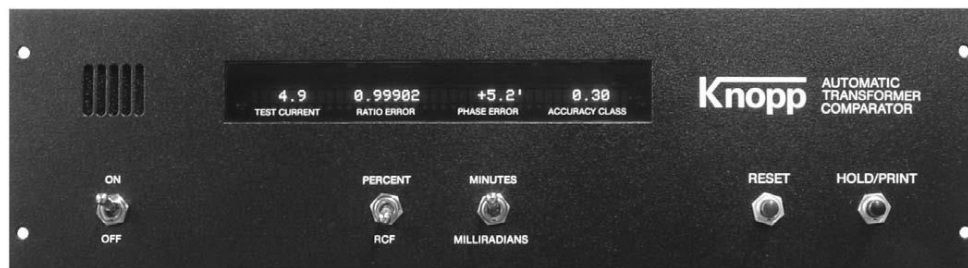 4.9 0.99902 +5.2' 0.30
TEST CURRENT RATIO ERROR PHASE ERROR ACCURACY CLASS
Knopp
AUTOMATIC
TRANSFORMER
COMPARATOR
ON
OFF
PERCENT
RCF
MINUTES
MILLIRADIANS
RESET
HOLD/PRINT